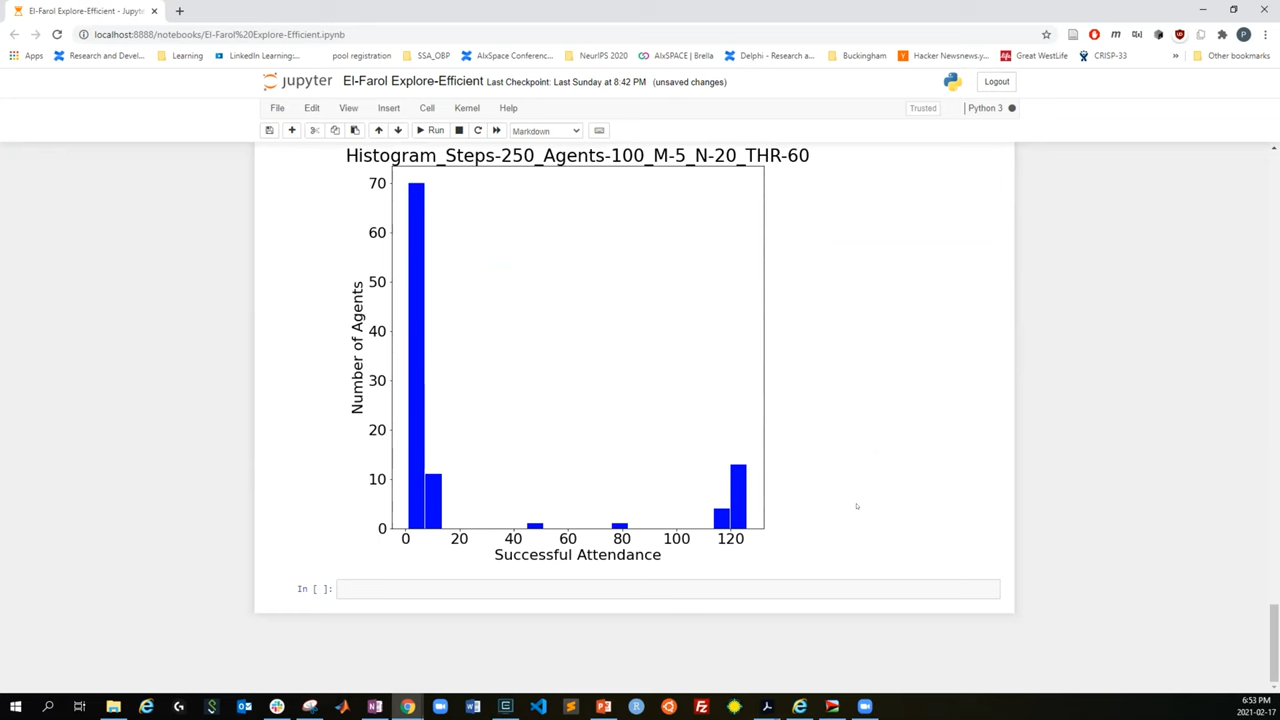 El-Farol Explore-Efficient - Jupyte
localhost:8888/notebooks/El-Farol%20Explore-Efficient.ipynb
P
Apps Research and Devel... Learning LinkedIn Learning:... pool registration SSA_OBP AIxSpace Conferenc... NeurIPS 2020 AIxSPACE | Brella Delphi - Research a... Buckingham Hacker Newsnews.y... Great WestLife CRISP-33 » Other bookmarks
jupyter El-Farol Explore-Efficient Last Checkpoint: Last Sunday at 8:42 PM (unsaved changes) Logout
File Edit View Insert Cell Kernel Help Trusted Python 3
Run Markdown
Histogram_Steps-250_Agents-100_M-5_N-20_THR-60
70
60
50
40
30
20
10
0
Number of Agents
0 20 40 60 80 100 120
Successful Attendance
In [ ]:
6:53 PM
2021-02-17